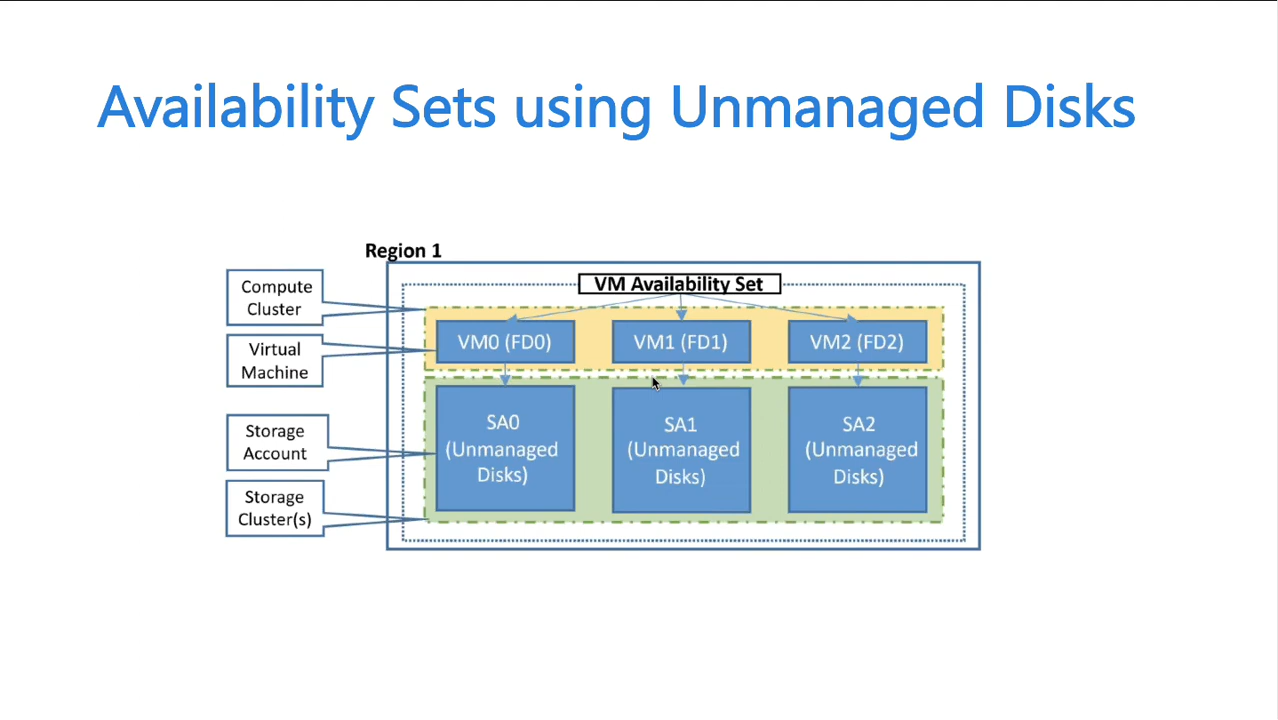 Availability Sets using Unmanaged Disks
Region 1
Compute
Cluster
VM Availability Set
Virtual
Machine
VM0 (FD0)
VM1 (FD1)
VM2 (FD2)
Storage
Account
SA0
(Unmanaged
Disks)
SA1
(Unmanaged
Disks)
SA2
(Unmanaged
Disks)
Storage
Cluster(s)